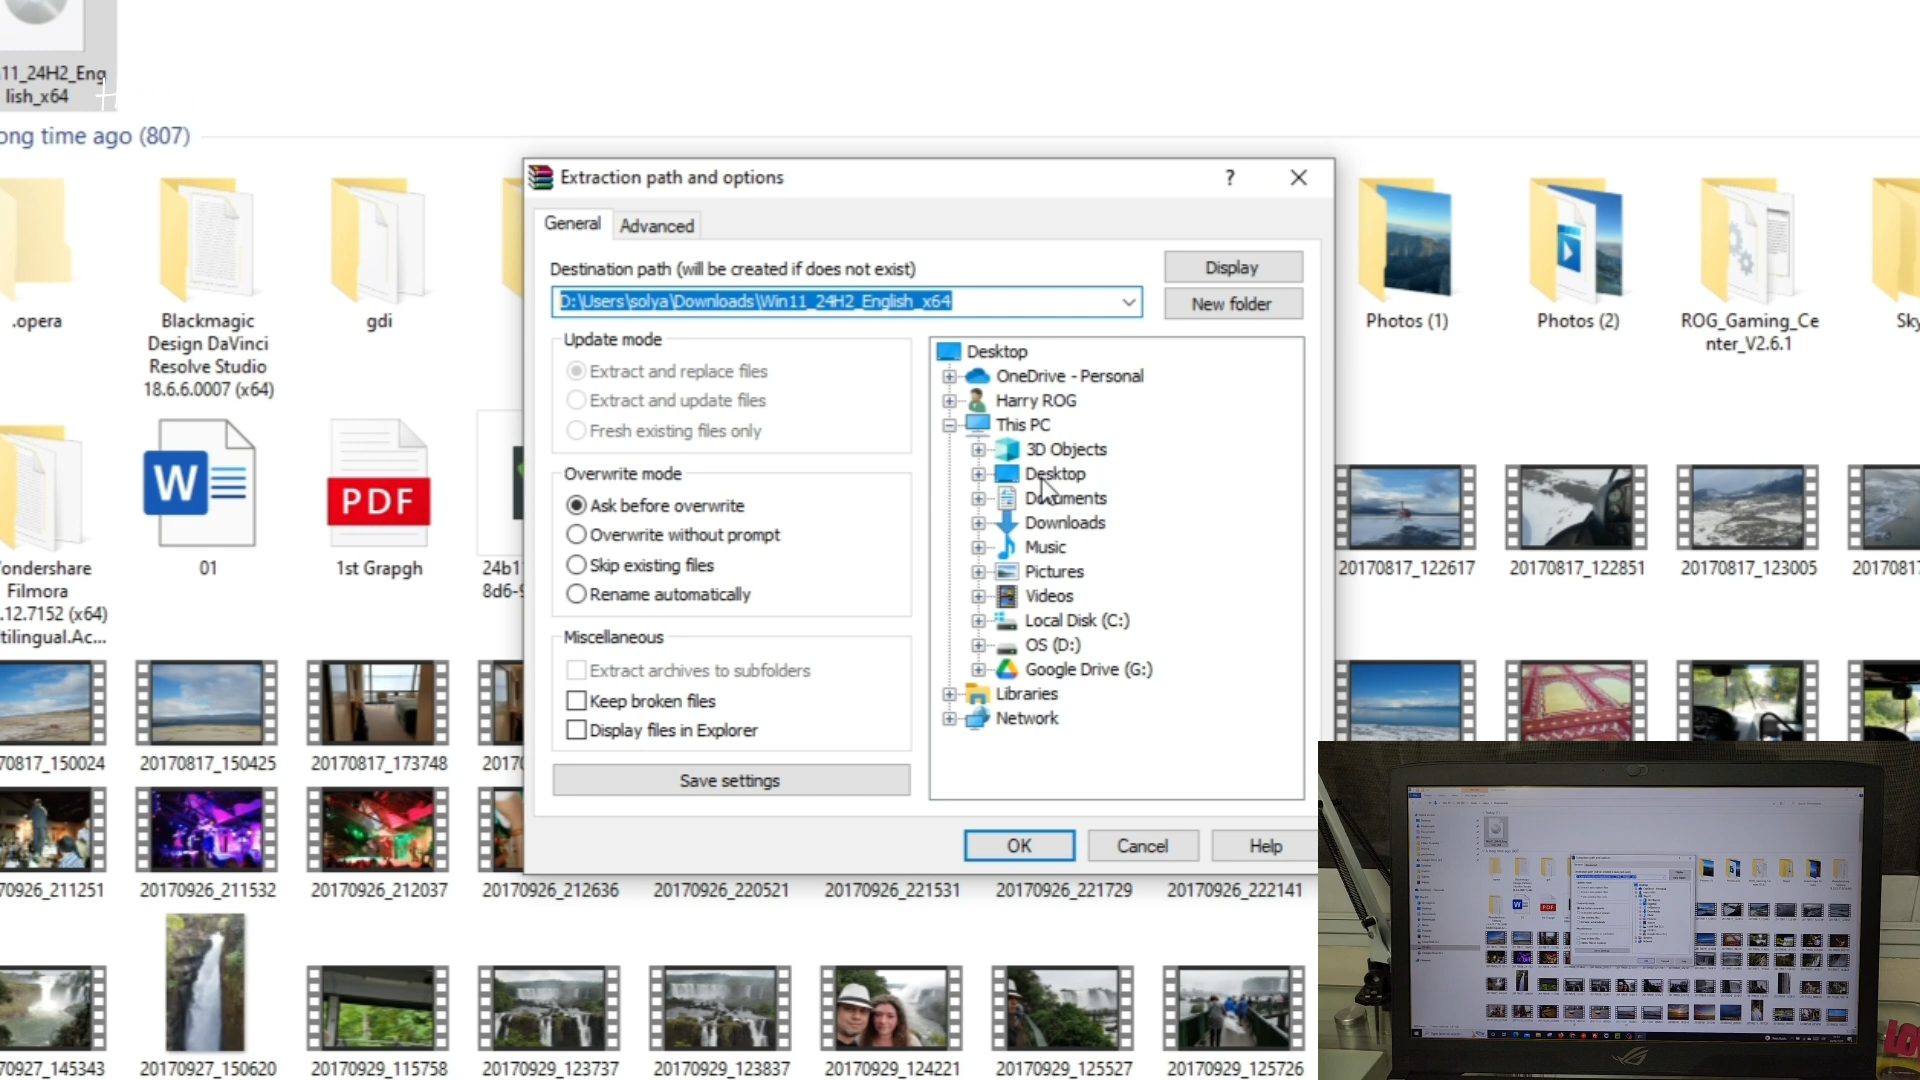 11_24H2_Eng
lish_x64
ong time ago (807)
.opera
Blackmagic
Design DaVinci
Resolve Studio
18.6.6.0007 (x64)
gdi
Photos (1)
Photos (2)
ROG_Gaming_Ce
nter_V2.6.1
Sky
Extraction path and options
?
General
Advanced
Destination path (will be created if does not exist)
Display
D:\Users\solya\Downloads\Win11_24H2_English_x64
New folder
Update mode
Extract and replace files
Extract and update files
Fresh existing files only
Overwrite mode
Ask before overwrite
Overwrite without prompt
Skip existing files
Rename automatically
Miscellaneous
Extract archives to subfolders
Keep broken files
Display files in Explorer
Save settings
Desktop
OneDrive - Personal
Harry ROG
This PC
3D Objects
Desktop
Documents
Downloads
Music
Pictures
Videos
Local Disk (C:)
OS (D:)
Google Drive (G:)
Libraries
Network
OK
Cancel
Help
ondershare
Filmora
.12.7152 (x64)
tilingual.Ac...
W
01
PDF
1st Grapgh
24b1
8d6-9
20170817_122617
20170817_122851
20170817_123005
20170817
70817_150024
20170817_150425
20170817_173748
2017
70926_211251
20170926_211532
20170926_212037
20170926_212636
20170926_220521
20170926_221531
20170926_221729
20170926_222141
70927_145343
20170927_150620
20170929_115758
20170929_123737
20170929_123837
20170929_124221
20170929_125527
20170929_125726